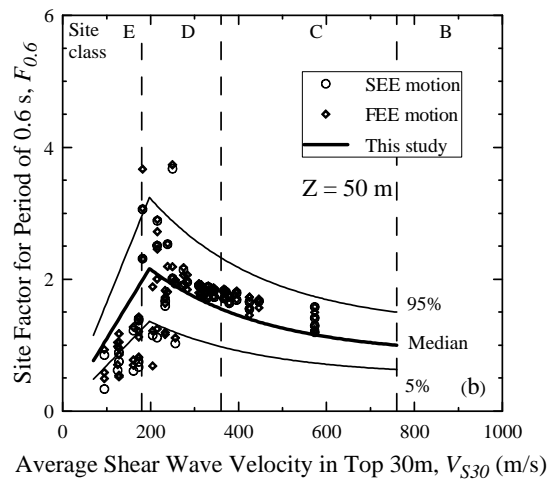 6
Site
class
E
D
C
B
SEE motion
FEE motion
This study
Z = 50 m
4
2
0
95%
Median
5%
(b)
0
200
400
600
800
1000
Site Factor for Period of 0.6 s, F0.6
Average Shear Wave Velocity in Top 30m, VS30 (m/s)